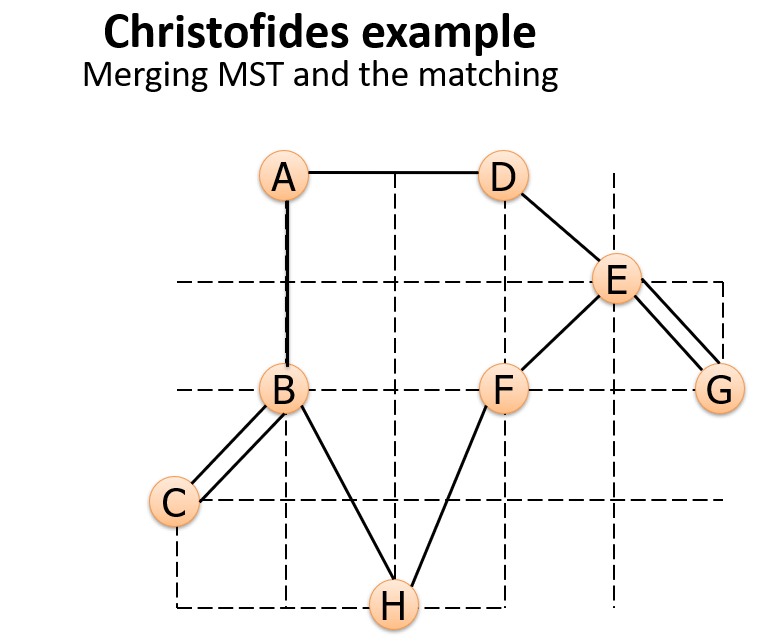 Christofides example
Merging MST and the matching
A
D
E
B
F
G
C
H